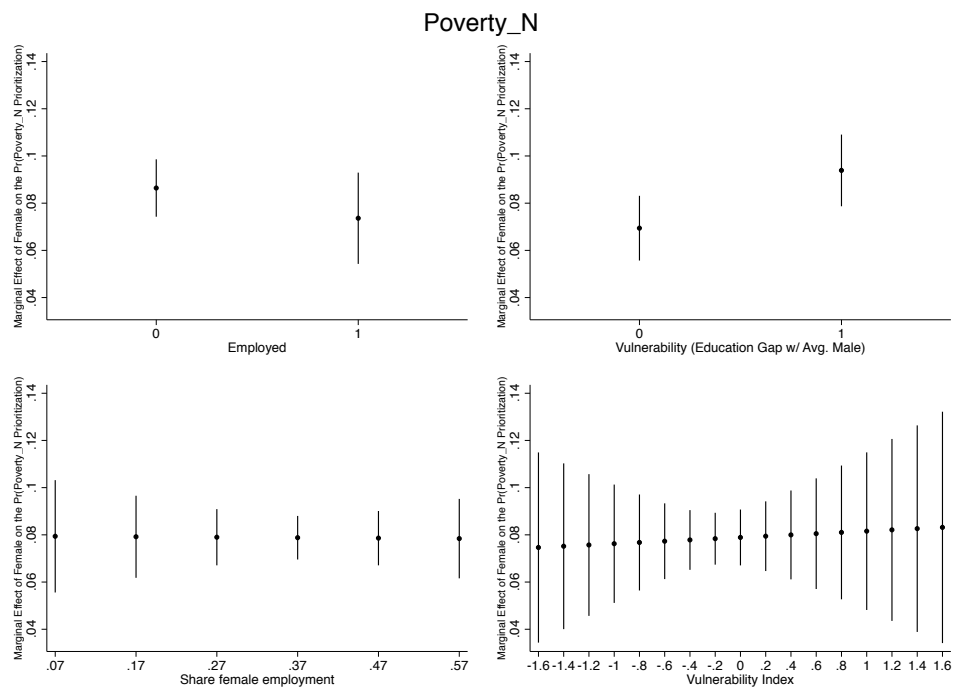 Poverty_N
Marginal Effect of Female on the Pr(Poverty_N Prioritization)
.14
.12
.1
.08
.06
.04
0 1
Employed
Marginal Effect of Female on the Pr(Poverty_N Prioritization)
.14
.12
.1
.08
.06
.04
0 1
Vulnerability (Education Gap w/ Avg. Male)
Marginal Effect of Female on the Pr(Poverty_N Prioritization)
.14
.12
.1
.08
.06
.04
.07 .17 .27 .37 .47 .57
Share female employment
Marginal Effect of Female on the Pr(Poverty_N Prioritization)
.14
.12
.1
.08
.06
.04
-1.6 -1.4 -1.2 -1 -.8 -.6 -.4 -.2 0 .2 .4 .6 .8 1 1.2 1.4 1.6
Vulnerability Index